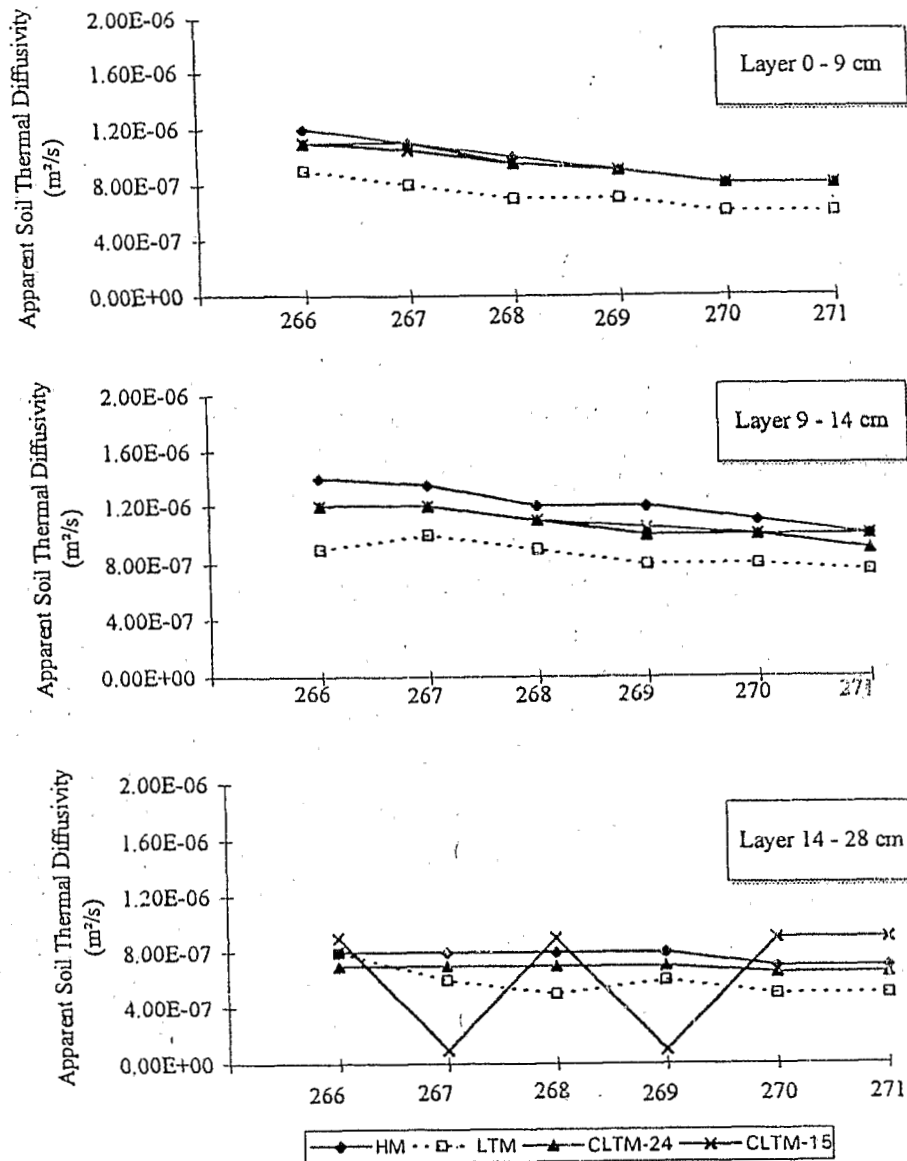 Apparent Soil Thermal Diffusivity
(m²/s)
2.00E-06
1.60E-06
1.20E-06
8.00E-07
4.00E-07
0.00E+00
Layer 0 - 9 cm
266 267 268 269 270 271
Apparent Soil Thermal Diffusivity
(m²/s)
2.00E-06
1.60E-06
1.20E-06
8.00E-07
4.00E-07
0.00E+00
Layer 9 - 14 cm
266 267 268 269 270 271
Apparent Soil Thermal Diffusivity
(m²/s)
2.00E-06
1.60E-06
1.20E-06
8.00E-07
4.00E-07
0.00E+00
Layer 14 - 28 cm
266 267 268 269 270 271
HM LTM CLTM-24 CLTM-15